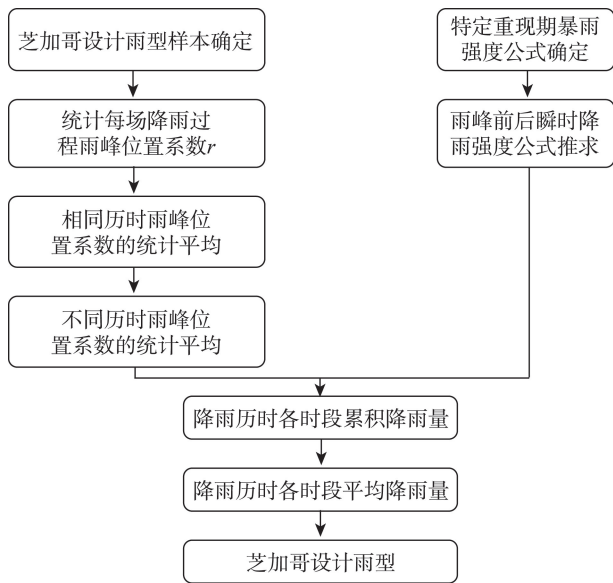 芝加哥设计雨型样本确定
统计每场降雨过
程雨峰位置系数r
相同历时雨峰位
置系数的统计平均
不同历时雨峰位
置系数的统计平均
特定重现期暴雨
强度公式确定
雨峰前后瞬时降
雨强度公式推求
降雨历时各时段累积降雨量
降雨历时各时段平均降雨量
芝加哥设计雨型